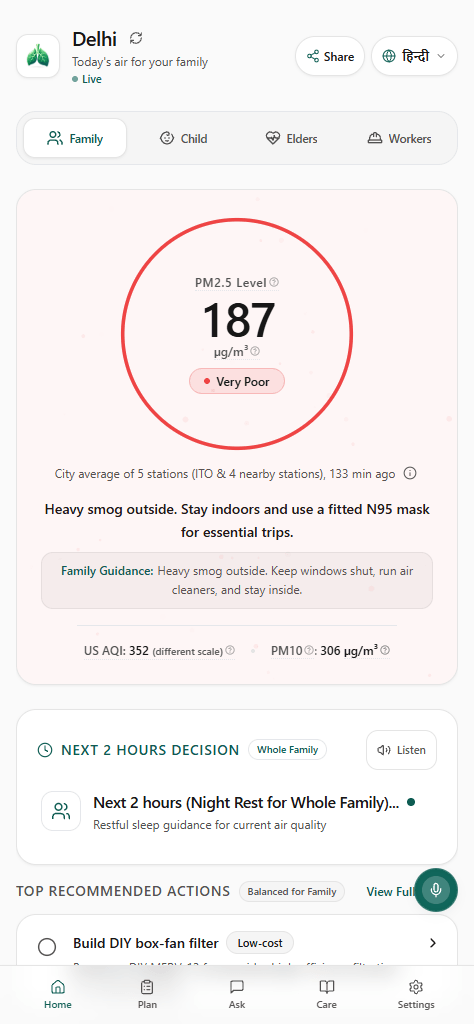 Delhi
Today's air for your family
Live
Share
हिन्दी
Family
Child
Elders
Workers
PM2.5 Level
187
µg/m³
Very Poor
City average of 5 stations (ITO & 4 nearby stations), 133 min ago
Heavy smog outside. Stay indoors and use a fitted N95 mask
for essential trips.
Family Guidance: Heavy smog outside. Keep windows shut, run air
cleaners, and stay inside.
US AQI: 352 (different scale)
PM10: 306 µg/m³
NEXT 2 HOURS DECISION
Whole Family
Listen
Next 2 hours (Night Rest for Whole Family)...
Restful sleep guidance for current air quality
TOP RECOMMENDED ACTIONS
Balanced for Family
View Full
Build DIY box-fan filter
Low-cost
Home
Plan
Ask
Care
Settings